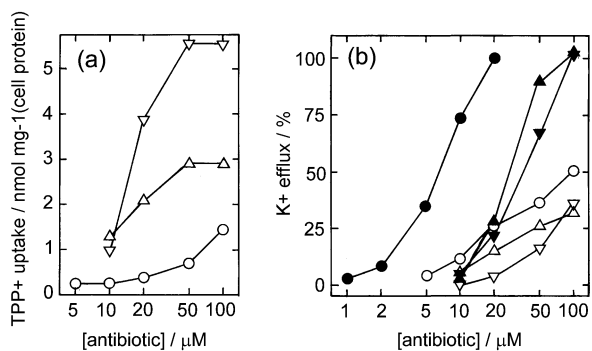 (a)
TPP+ uptake / nmol mg-1(cell protein)
5
4
3
2
1
0
5 10 20 50 100
[antibiotic] / μM
(b)
K+ efflux / %
100
75
50
25
0
1 2 5 10 20 50 100
[antibiotic] / μM